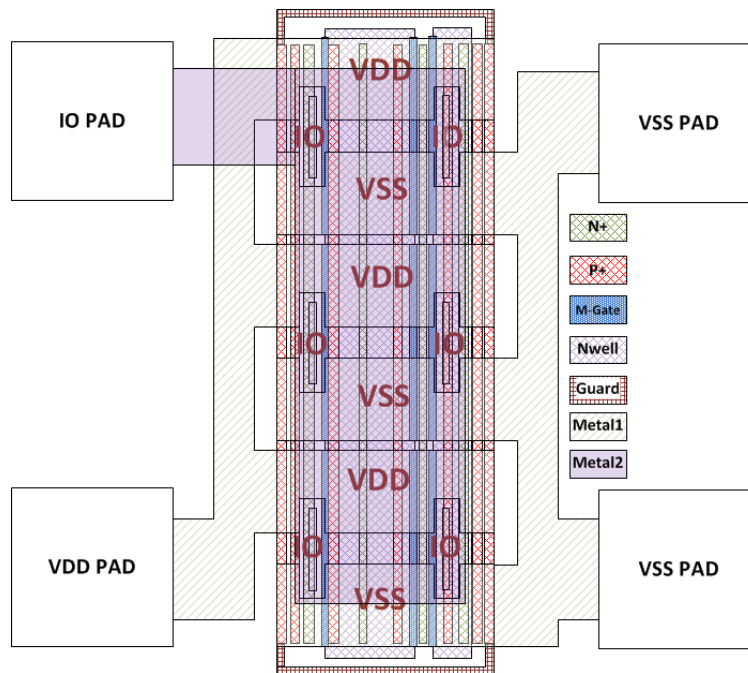 VDD
IO PAD
VSS PAD
IO
IO
VSS
N+
VDD
P+
M-Gate
IO
IO
Nwell
VSS
Guard
Metal1
Metal2
VDD
IO
IO
VDD PAD
VSS PAD
VSS